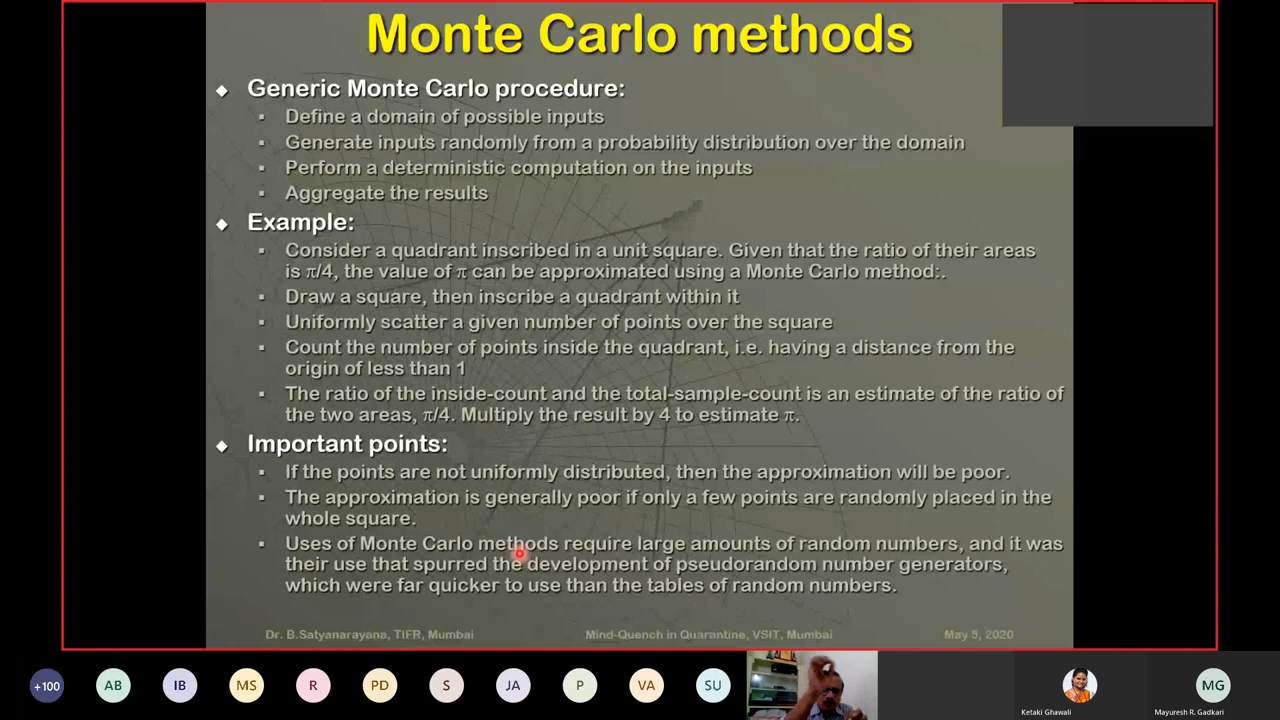 Monte Carlo methods
Generic Monte Carlo procedure:
Define a domain of possible inputs
Generate inputs randomly from a probability distribution over the domain
Perform a deterministic computation on the inputs
Aggregate the results
Example:
Consider a quadrant inscribed in a unit square. Given that the ratio of their areas
is π/4, the value of π can be approximated using a Monte Carlo method:.
Draw a square, then inscribe a quadrant within it
Uniformly scatter a given number of points over the square
Count the number of points inside the quadrant, i.e. having a distance from the
origin of less than 1
The ratio of the inside-count and the total-sample-count is an estimate of the ratio of
the two areas, π/4. Multiply the result by 4 to estimate π.
Important points:
If the points are not uniformly distributed, then the approximation will be poor.
The approximation is generally poor if only a few points are randomly placed in the
whole square.
Uses of Monte Carlo methods require large amounts of random numbers, and it was
their use that spurred the development of pseudorandom number generators,
which were far quicker to use than the tables of random numbers.
Dr. B.Satyanarayana, TIFR, Mumbai Mind-Quench in Quarantine, VSIT, Mumbai May 5, 2020
+100 AB IB MS R PD S JA P VA SU MG
Ketaki Ghawali Mayuresh R. Gadkari